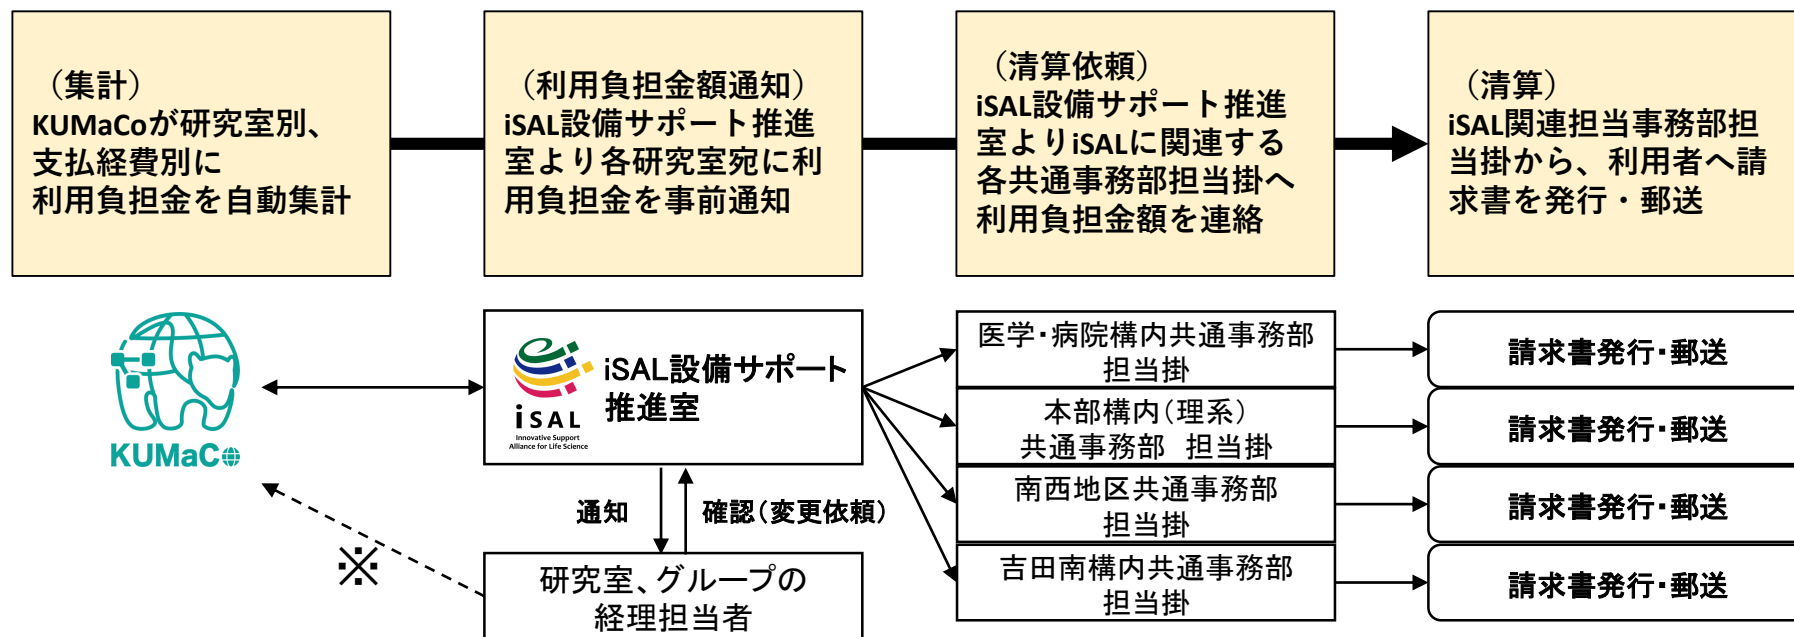 （集計）
KUMaCoが研究室別、
支払経費別に
利用負担金を自動集計
（利用負担金額通知）
iSAL設備サポート推進
室より各研究室宛に利
用負担金を事前通知
（清算依頼）
iSAL設備サポート推進
室よりiSALに関連する
各共通事務部担当掛へ
利用負担金額を連絡
（清算）
iSAL関連担当事務部担
当掛から、利用者へ請
求書を発行・郵送
KUMaCo
iSAL
Innovative Support
Alliance for Life Science
iSAL設備サポート
推進室
通知
確認（変更依頼）
※
研究室、グループの
経理担当者
医学・病院構内共通事務部
担当掛
本部構内（理系）
共通事務部　担当掛
南西地区共通事務部
担当掛
吉田南構内共通事務部
担当掛
請求書発行・郵送
請求書発行・郵送
請求書発行・郵送
請求書発行・郵送